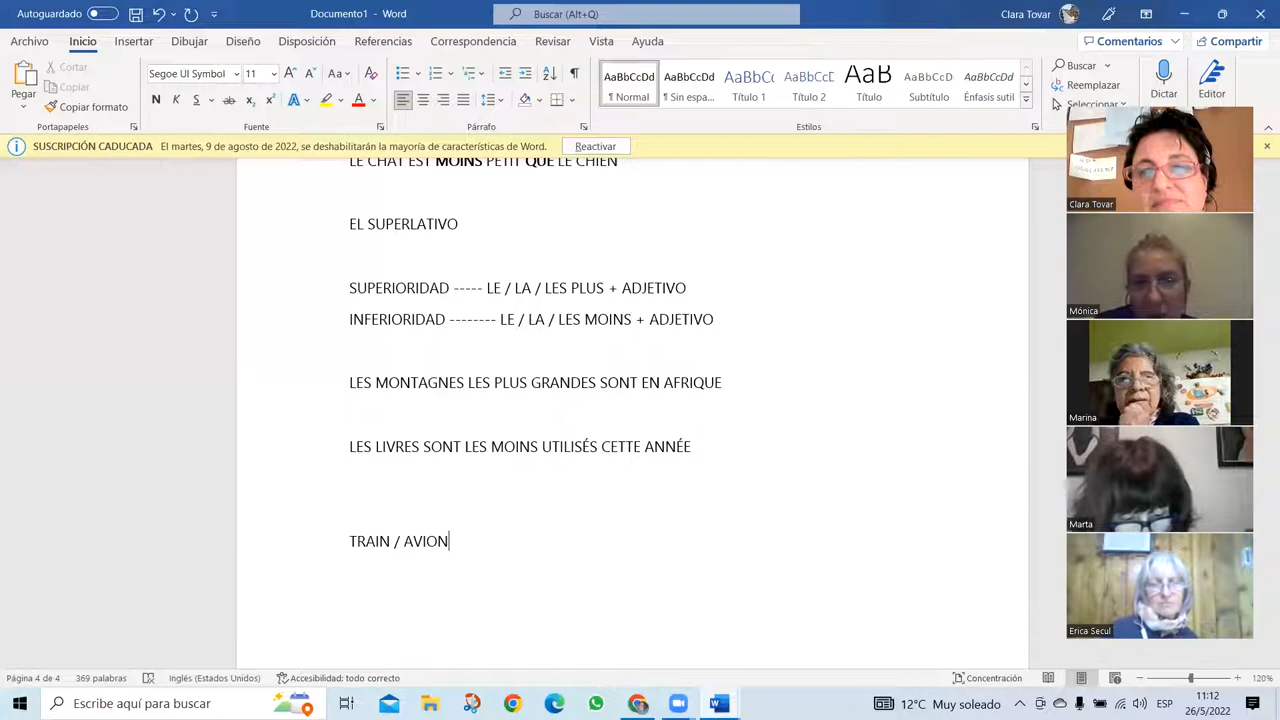 Autoguardado
Documento1 - Word
Buscar (Alt+Q)
Clara Tovar
Archivo Inicio Insertar Dibujar Diseño Disposición Referencias Correspondencia Revisar Vista Ayuda
Comentarios Compartir
Pegar
Cortar
Copiar
Copiar formato
Portapapeles
Segoe UI Symbol 11
N K S
Fuente
Párrafo
AaBbCcDd Normal
AaBbCcDd Sin espa...
AaBbCc Título 1
AaBbCcD Título 2
AaB Título
AaBbCcD Subtítulo
AaBbCcDd Énfasis sutil
Estilos
Buscar
Reemplazar
Seleccionar
Dictar
Editor
SUSCRIPCIÓN CADUCADA El martes, 9 de agosto de 2022, se deshabilitarán la mayoría de características de Word. Reactivar
LE CHAT EST MOINS PETIT QUE LE CHIEN
EL SUPERLATIVO
SUPERIORIDAD ----- LE / LA / LES PLUS + ADJETIVO
INFERIORIDAD -------- LE / LA / LES MOINS + ADJETIVO
LES MONTAGNES LES PLUS GRANDES SONT EN AFRIQUE
LES LIVRES SONT LES MOINS UTILISÉS CETTE ANNÉE
TRAIN / AVION
Clara Tovar
Mónica
Marina
Marta
Erica Secul
Página 4 de 4 369 palabras Inglés (Estados Unidos) Accesibilidad: todo correcto
Concentración 120%
Escribe aquí para buscar
12°C Muy soleado
ESP
11:12
26/5/2022